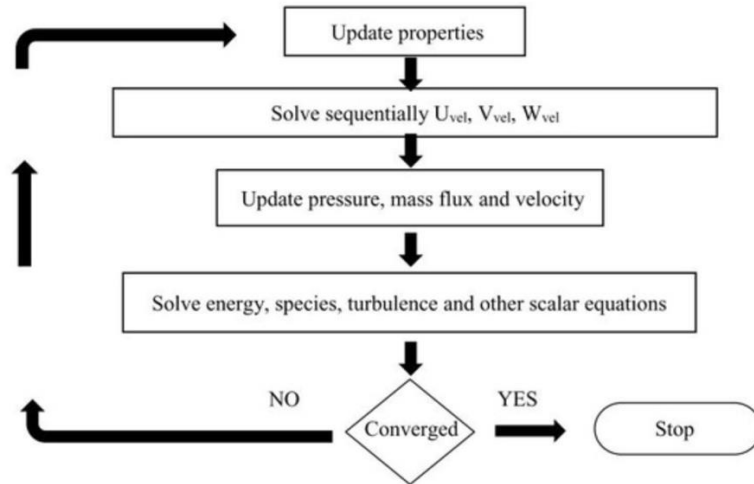 Update properties
Solve sequentially Uvel, Vvel, Wvel
Update pressure, mass flux and velocity
Solve energy, species, turbulence and other scalar equations
NO
YES
Converged
Stop